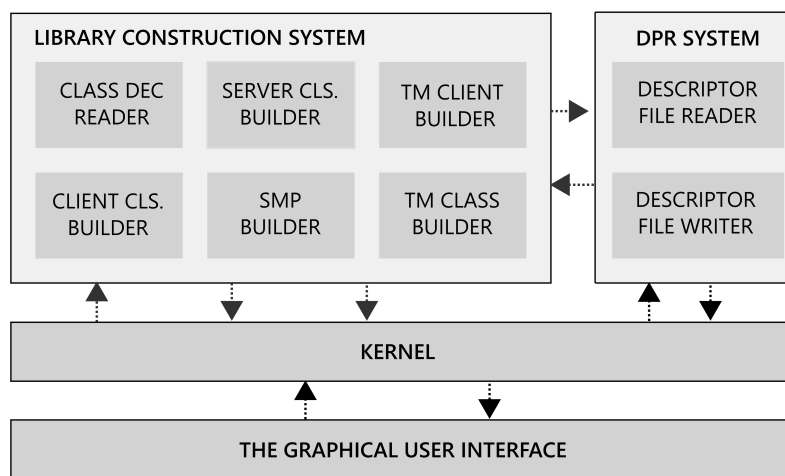 LIBRARY CONSTRUCTION SYSTEM
CLASS DEC
READER
SERVER CLS.
BUILDER
TM CLIENT
BUILDER
CLIENT CLS.
BUILDER
SMP
BUILDER
TM CLASS
BUILDER
DPR SYSTEM
DESCRIPTOR
FILE READER
DESCRIPTOR
FILE WRITER
KERNEL
THE GRAPHICAL USER INTERFACE